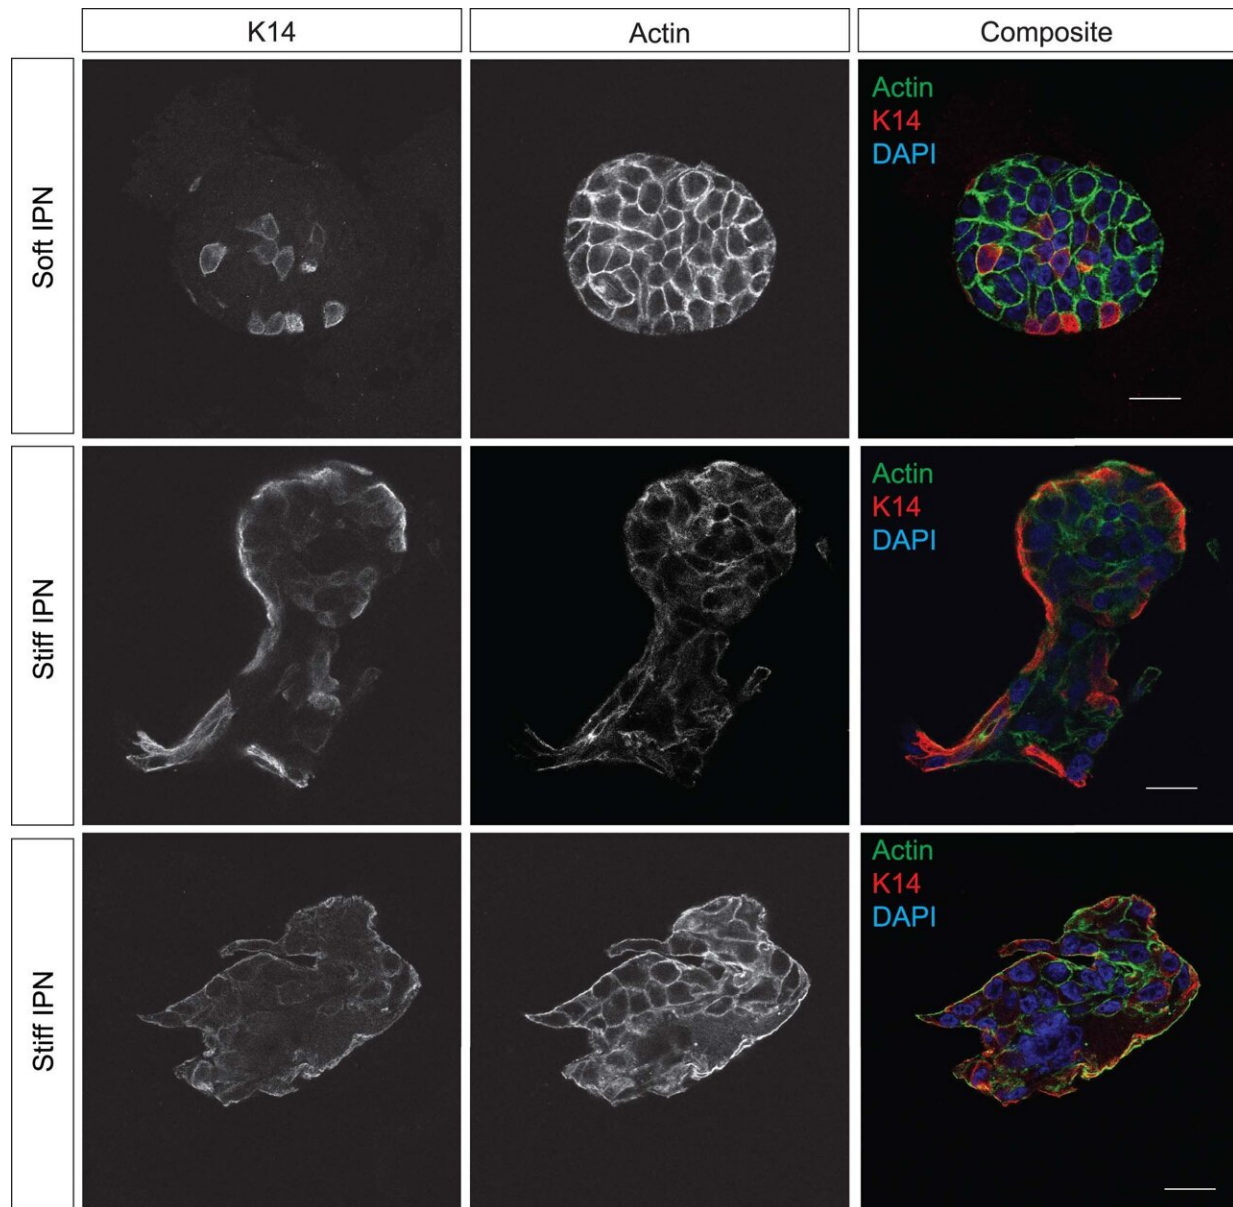 K14
Actin
Composite
Soft IPN
Actin
K14
DAPI
Stiff IPN
Actin
K14
DAPI
Stiff IPN
Actin
K14
DAPI